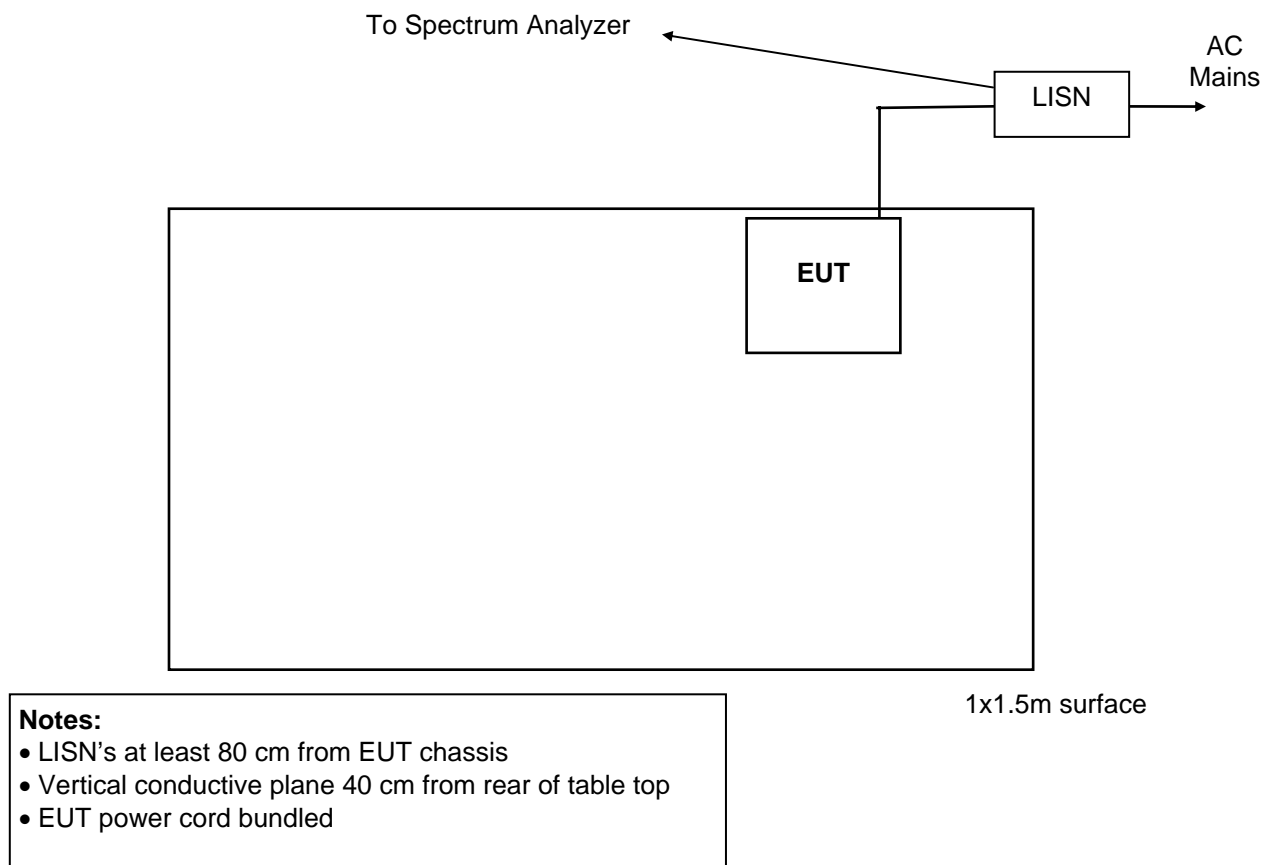 To Spectrum Analyzer
AC
Mains
LISN
EUT
1x1.5m surface
Notes:
• LISN’s at least 80 cm from EUT chassis
• Vertical conductive plane 40 cm from rear of table top
• EUT power cord bundled